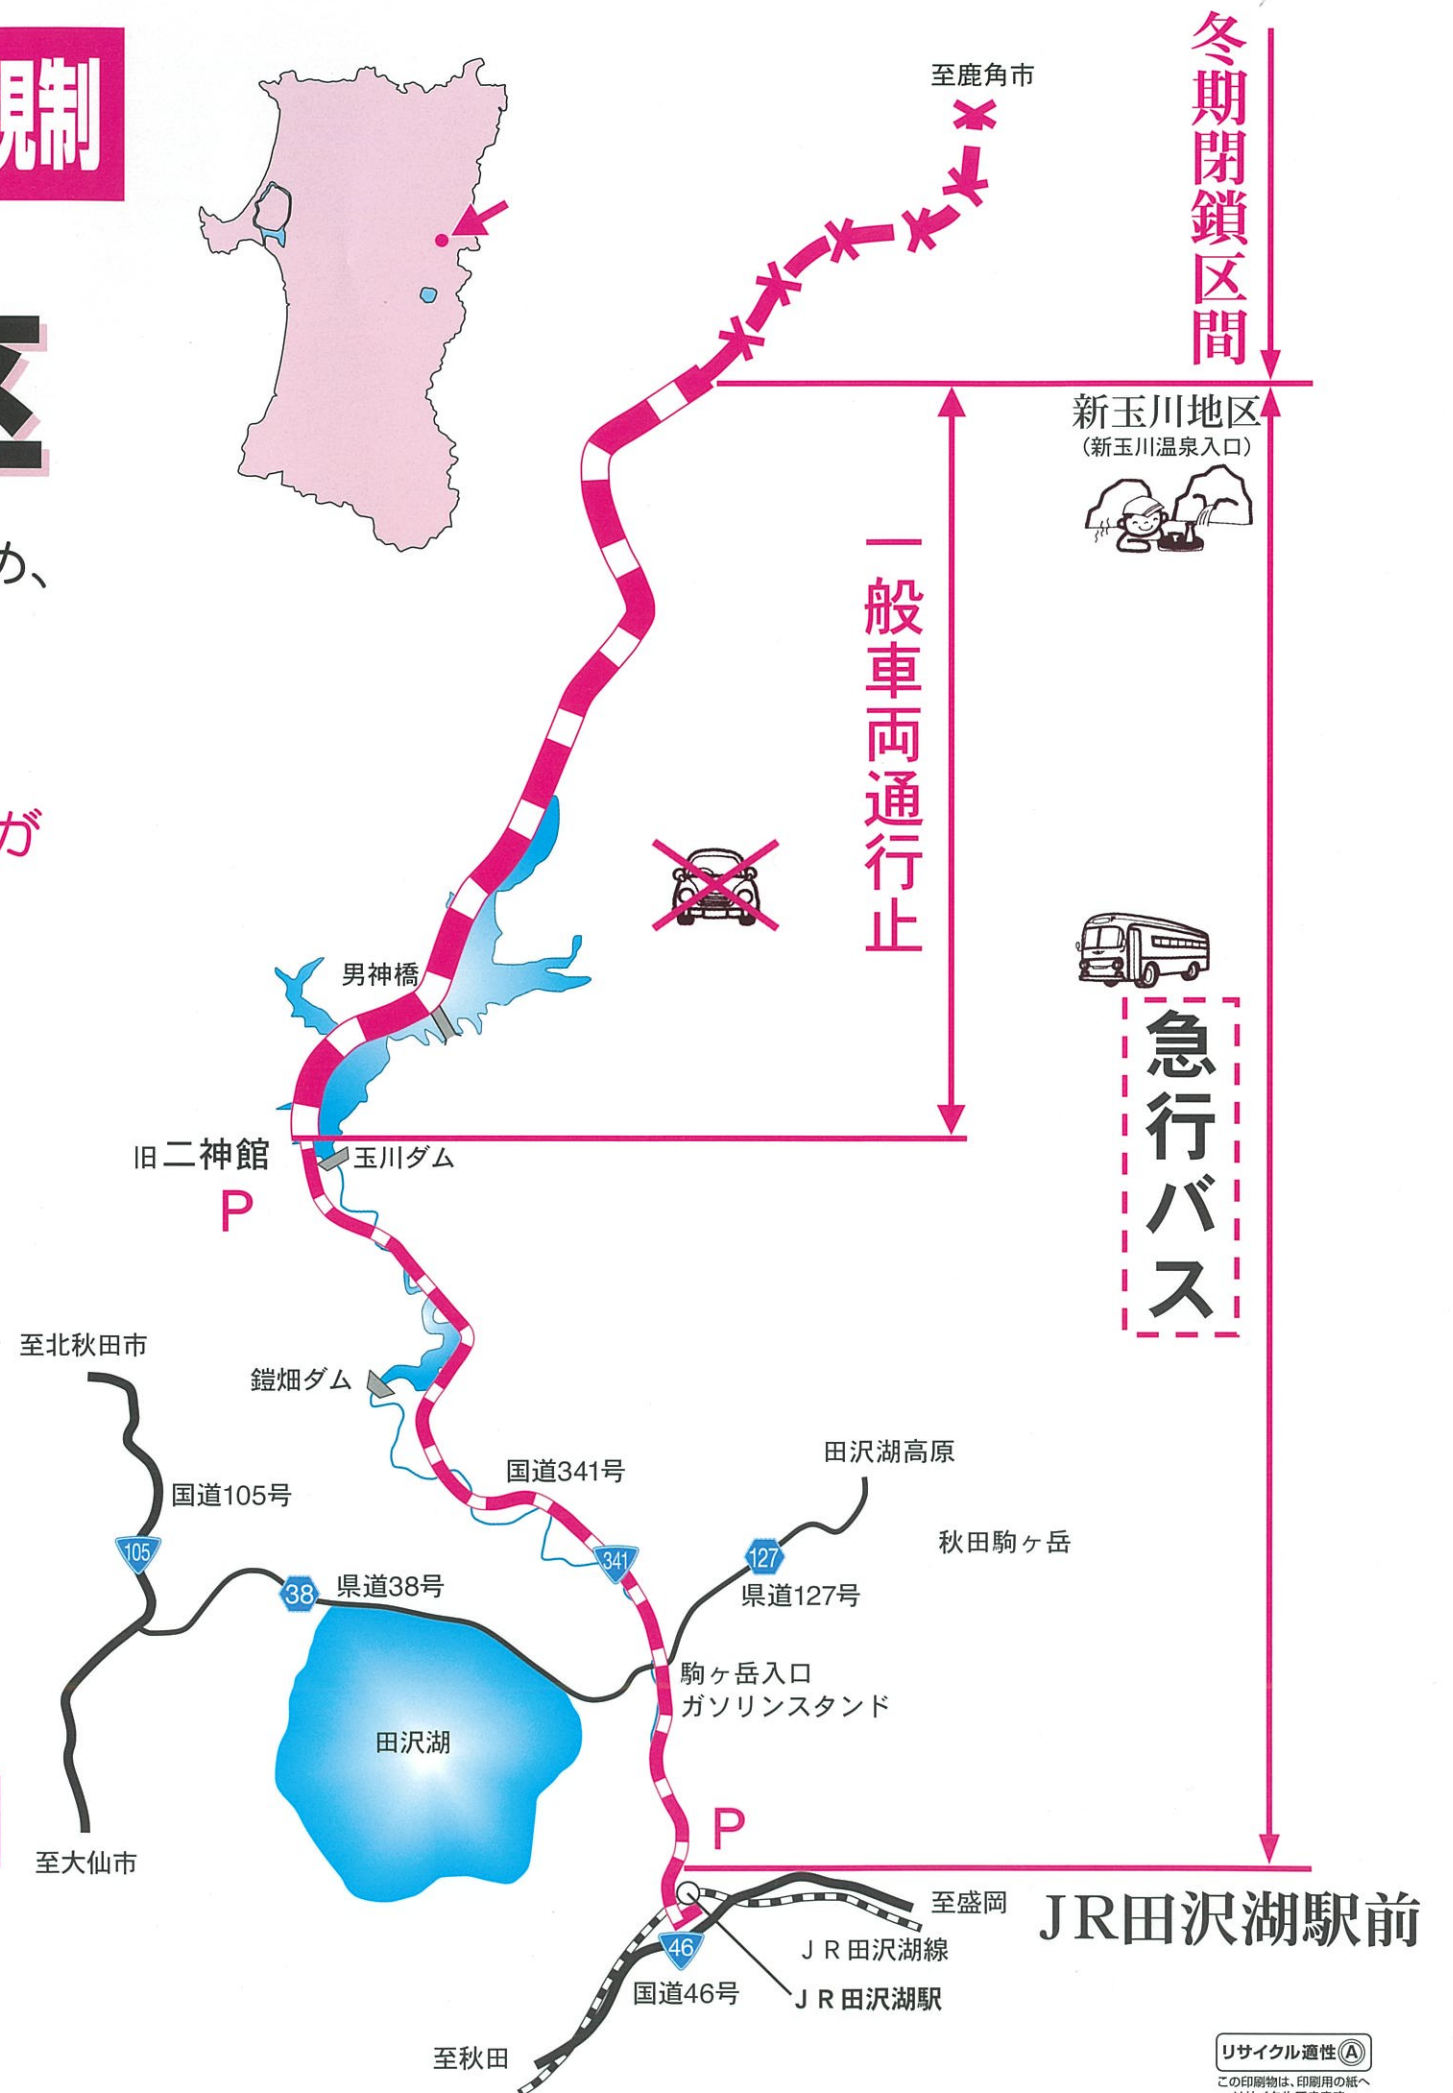 規制
め、
が
至鹿角市
冬期閉鎖区間
新玉川地区
（新玉川温泉入口）
一般車両通行止
男神橋
急行バス
旧二神館
玉川ダム
P
至北秋田市
鎧畑ダム
国道341号
田沢湖高原
国道105号
秋田駒ヶ岳
105
341
127
38
県道38号
県道127号
駒ヶ岳入口
ガソリンスタンド
田沢湖
P
至大仙市
至盛岡
JR田沢湖駅前
46
ＪＲ田沢湖線
国道46号
ＪＲ田沢湖駅
至秋田
リサイクル適性Ⓐ
この印刷物は、印刷用の紙へ